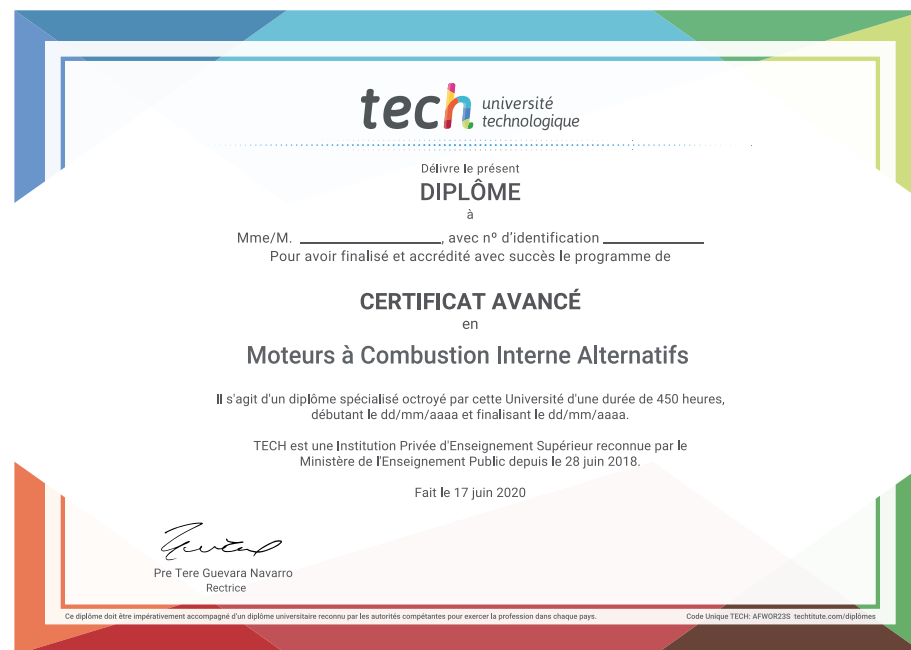 tech université
technologique
Délivre le présent
DIPLÔME
à
Mme/M. ____________________, avec nº d'identification ______________
Pour avoir finalisé et accrédité avec succès le programme de
CERTIFICAT AVANCÉ
en
Moteurs à Combustion Interne Alternatifs
Il s'agit d'un diplôme spécialisé octroyé par cette Université d'une durée de 450 heures,
débutant le dd/mm/aaaa et finalisant le dd/mm/aaaa.
TECH est une Institution Privée d'Enseignement Supérieur reconnue par le
Ministère de l'Enseignement Public depuis le 28 juin 2018.
Fait le 17 juin 2020
Pre Tere Guevara Navarro
Rectrice
Ce diplôme doit être impérativement accompagné d'un diplôme universitaire reconnu par les autorités compétantes pour exercer la profession dans chaque pays.
Code Unique TECH: AFWOR23S techtitute.com/diplômes